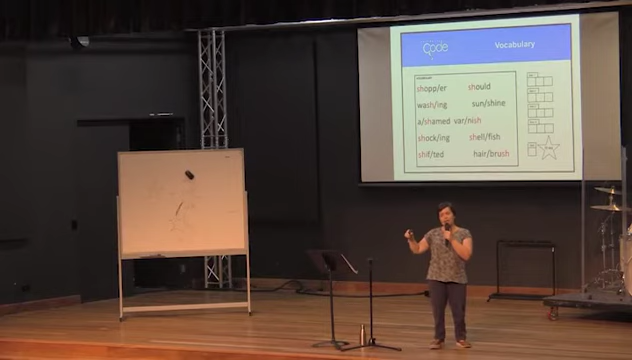 Code
Vocabulary
shopp/er should
wash/ing sun/shine
a/shamed var/nish
shock/ing shell/fish
shif/ted hair/brush